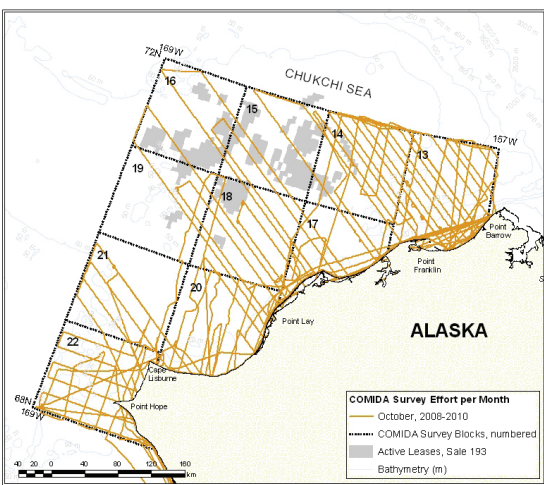 72N
169W
CHUKCHI SEA
16
15
14
157W
13
19
18
17
Point
Barrow
Point
Franklin
21
20
Point Lay
ALASKA
22
Cape
Lisburne
Point Hope
68N
169W
COMIDA Survey Effort per Month
October, 2008-2010
COMIDA Survey Blocks, numbered
Active Leases, Sale 193
Bathymetry (m)
40 20 0 40 80 120 160
km